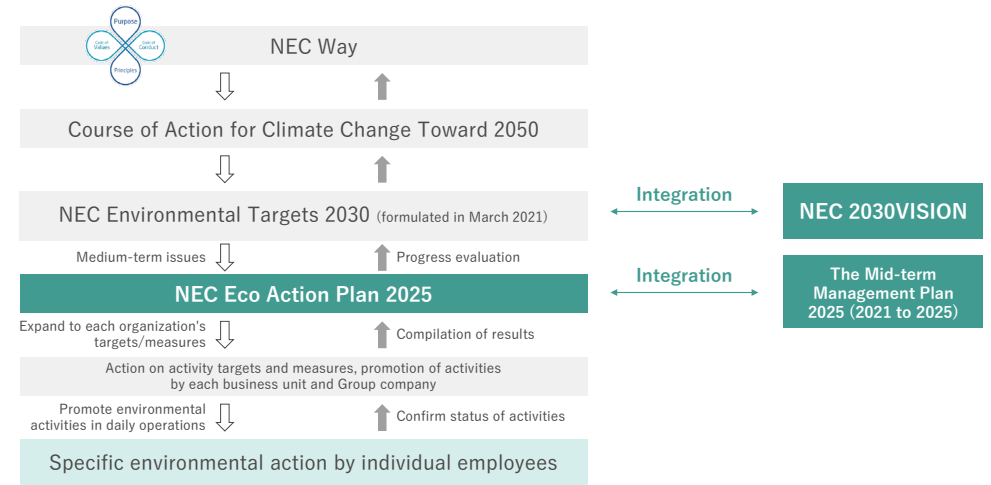 Purpose
Code of
Values
Code of
Conduct
Principles
NEC Way
Course of Action for Climate Change Toward 2050
NEC Environmental Targets 2030 (formulated in March 2021)
Integration
NEC 2030VISION
Medium-term issues
Progress evaluation
NEC Eco Action Plan 2025
Integration
The Mid-term
Management Plan
2025 (2021 to 2025)
Expand to each organization's
targets/measures
Compilation of results
Action on activity targets and measures, promotion of activities
by each business unit and Group company
Promote environmental
activities in daily operations
Confirm status of activities
Specific environmental action by individual employees